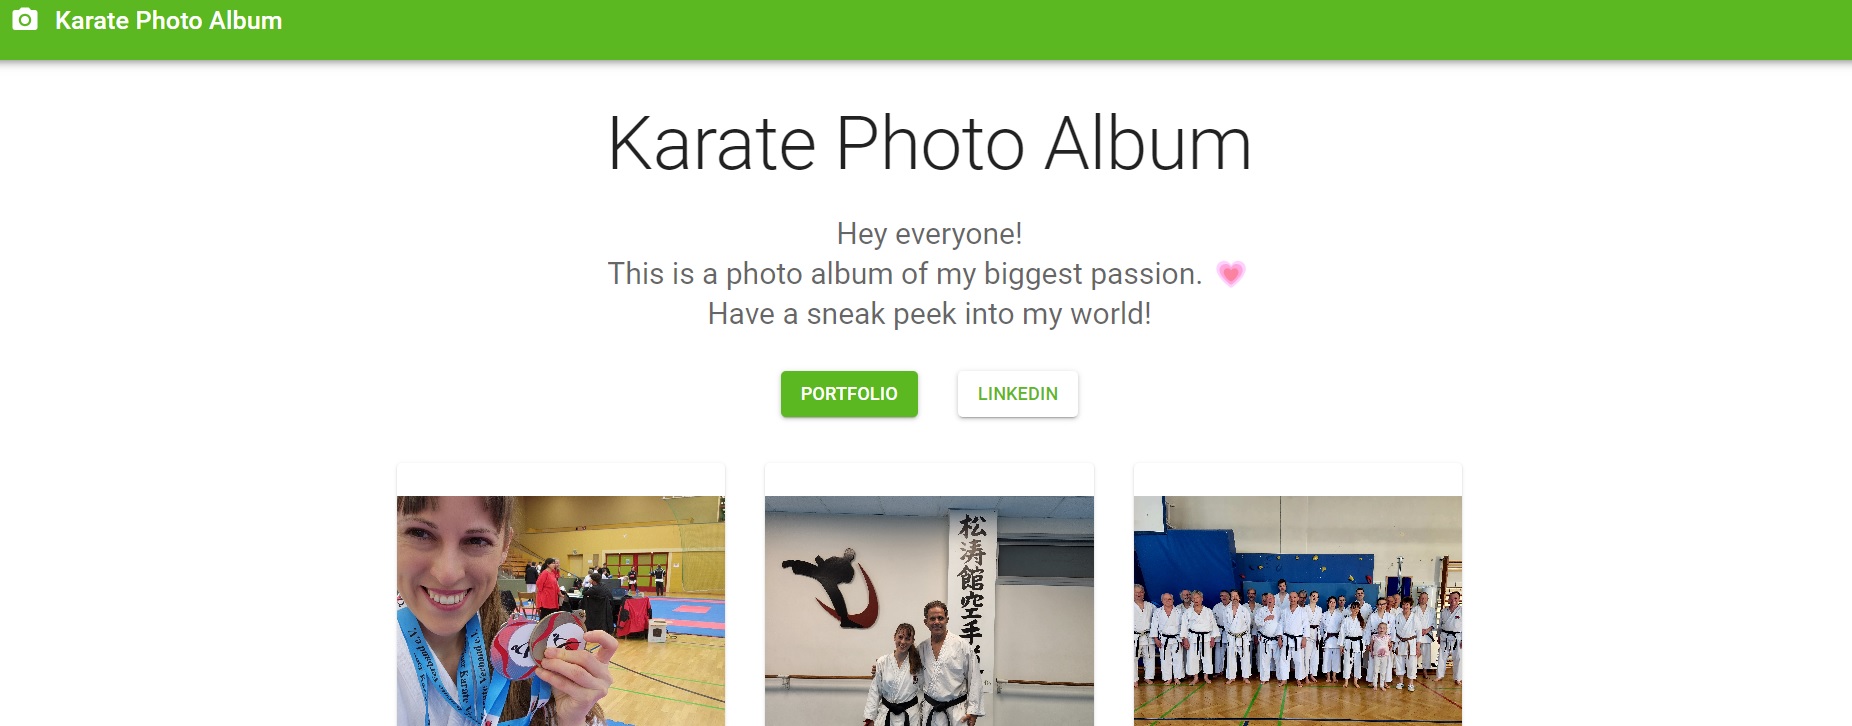 Karate Photo Album
Karate Photo Album
Hey everyone!
This is a photo album of my biggest passion. 💗
Have a sneak peek into my world!
PORTFOLIO
LINKEDIN
松
涛
館
空
手